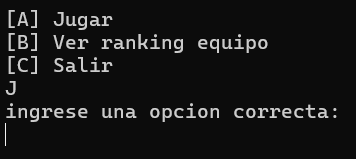 [A] Jugar
[B] Ver ranking equipo
[C] Salir
J
ingrese una opcion correcta: